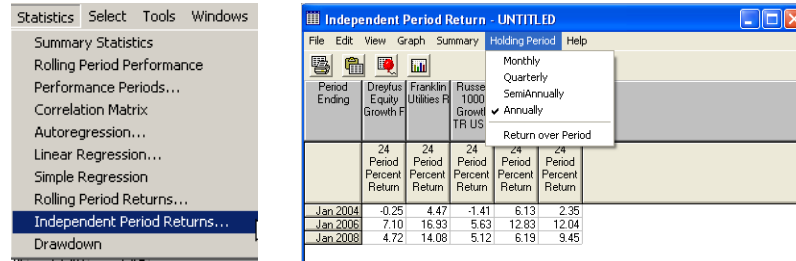 Statistics Select Tools Windows
Summary Statistics
Rolling Period Performance
Performance Periods...
Correlation Matrix
Autoregression...
Linear Regression...
Simple Regression
Rolling Period Returns...
Independent Period Returns...
Drawdown
Independent Period Return - UNTITLED
File Edit View Graph Summary Holding Period Help
Monthly
Quarterly
SemiAnnually
Annually
Return over Period
Period Dreyfus Franklin Russe
Ending Equity Utilities R 1000
Growth F Growth
TR US
24 24 24 24 24
Period Period Period Period Period
Percent Percent Percent Percent Percent
Return Return Return Return Return
Jan 2004 -0.25 4.47 -1.41 6.13 2.35
Jan 2006 7.10 16.93 5.63 12.83 12.04
Jan 2008 4.72 14.08 5.12 6.19 9.45